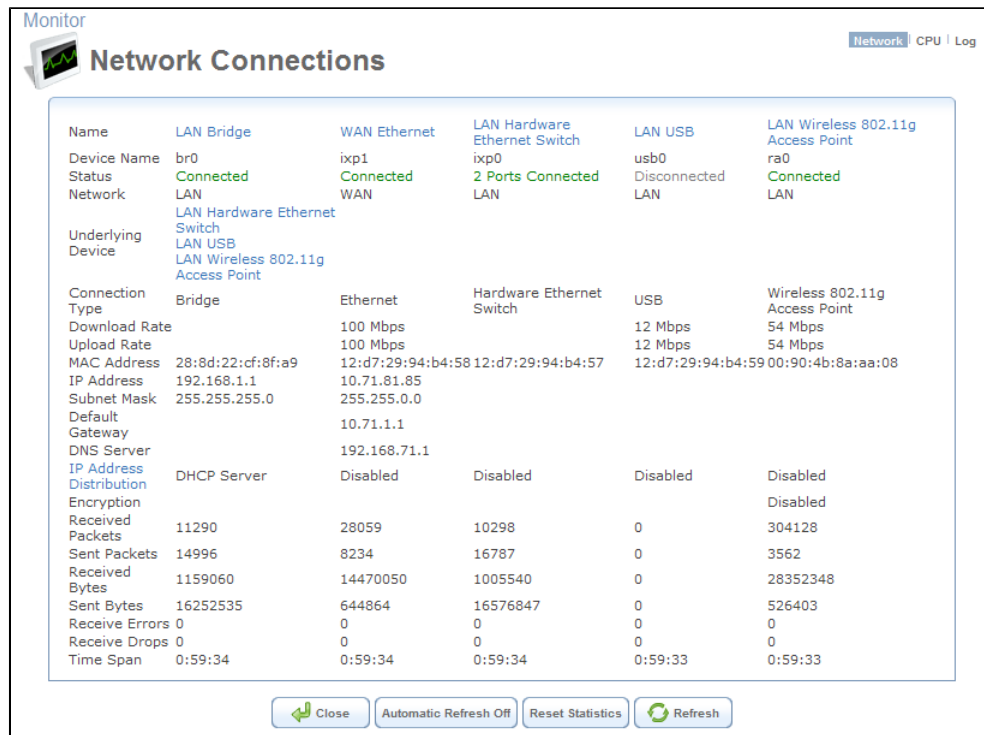 Monitor
Network Connections
Network | CPU | Log
Name LAN Bridge WAN Ethernet LAN Hardware Ethernet Switch LAN USB LAN Wireless 802.11g Access Point
Device Name br0 ixp1 ixp0 usb0 ra0
Status Connected Connected 2 Ports Connected Disconnected Connected
Network LAN WAN LAN LAN LAN
Underlying Device LAN Hardware Ethernet Switch
LAN USB
LAN Wireless 802.11g Access Point
Connection Type Bridge Ethernet Hardware Ethernet Switch USB Wireless 802.11g Access Point
Download Rate 100 Mbps 12 Mbps 54 Mbps
Upload Rate 100 Mbps 12 Mbps 54 Mbps
MAC Address 28:8d:22:cf:8f:a9 12:d7:29:94:b4:58 12:d7:29:94:b4:57 12:d7:29:94:b4:59 00:90:4b:8a:aa:08
IP Address 192.168.1.1 10.71.81.85
Subnet Mask 255.255.255.0 255.255.0.0
Default Gateway 10.71.1.1
DNS Server 192.168.71.1
IP Address Distribution DHCP Server Disabled Disabled Disabled Disabled
Encryption Disabled
Received Packets 11290 28059 10298 0 304128
Sent Packets 14996 8234 16787 0 3562
Received Bytes 1159060 14470050 1005540 0 28352348
Sent Bytes 16252535 644864 16576847 0 526403
Receive Errors 0 0 0 0 0
Receive Drops 0 0 0 0 0
Time Span 0:59:34 0:59:34 0:59:34 0:59:33 0:59:33
Close Automatic Refresh Off Reset Statistics Refresh